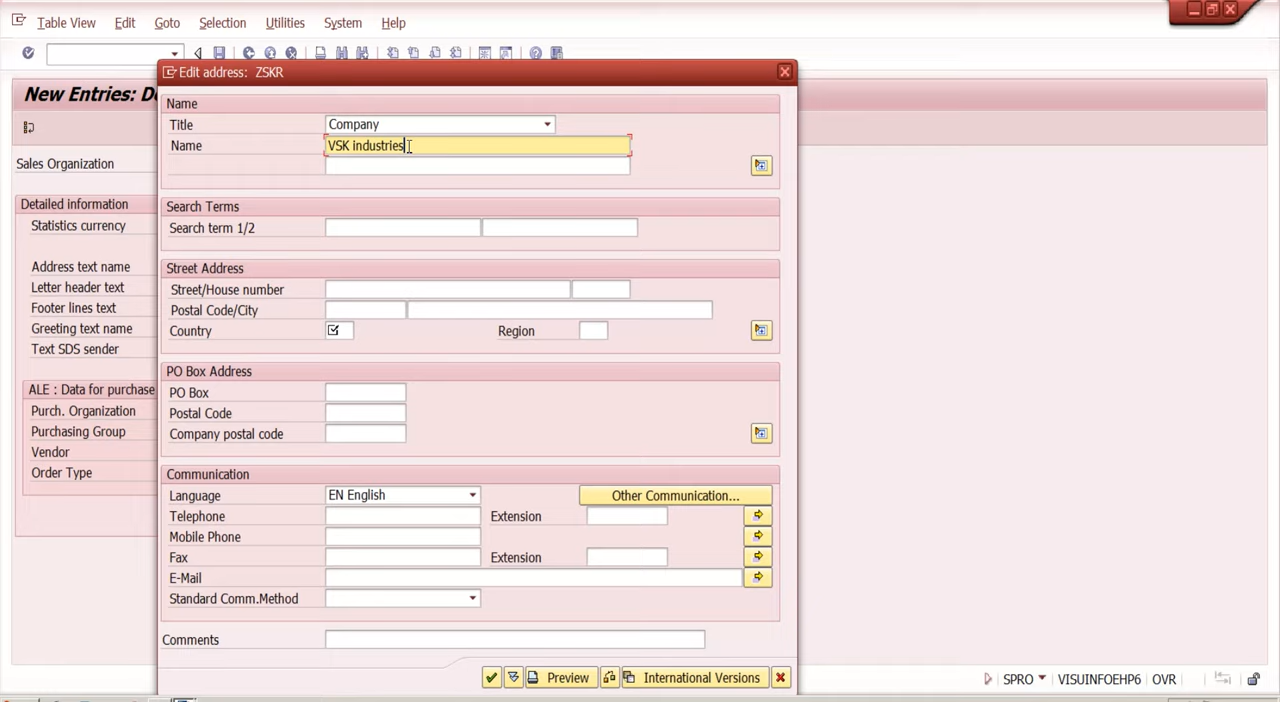 Table View Edit Goto Selection Utilities System Help
Edit address: ZSKR
New Entries: De
Name
Title Company
Name VSK industries
Sales Organization
Search Terms
Search term 1/2
Detailed information
Statistics currency
Street Address
Address text name
Street/House number
Letter header text
Postal Code/City
Footer lines text
Country Region
Greeting text name
Text SDS sender
PO Box Address
ALE : Data for purchase
PO Box
Purch. Organization
Postal Code
Purchasing Group
Company postal code
Vendor
Order Type
Communication
Language EN English Other Communication...
Telephone Extension
Mobile Phone
Fax Extension
E-Mail
Standard Comm.Method
Comments
Preview International Versions
SPRO VISUINFOEHP6 OVR